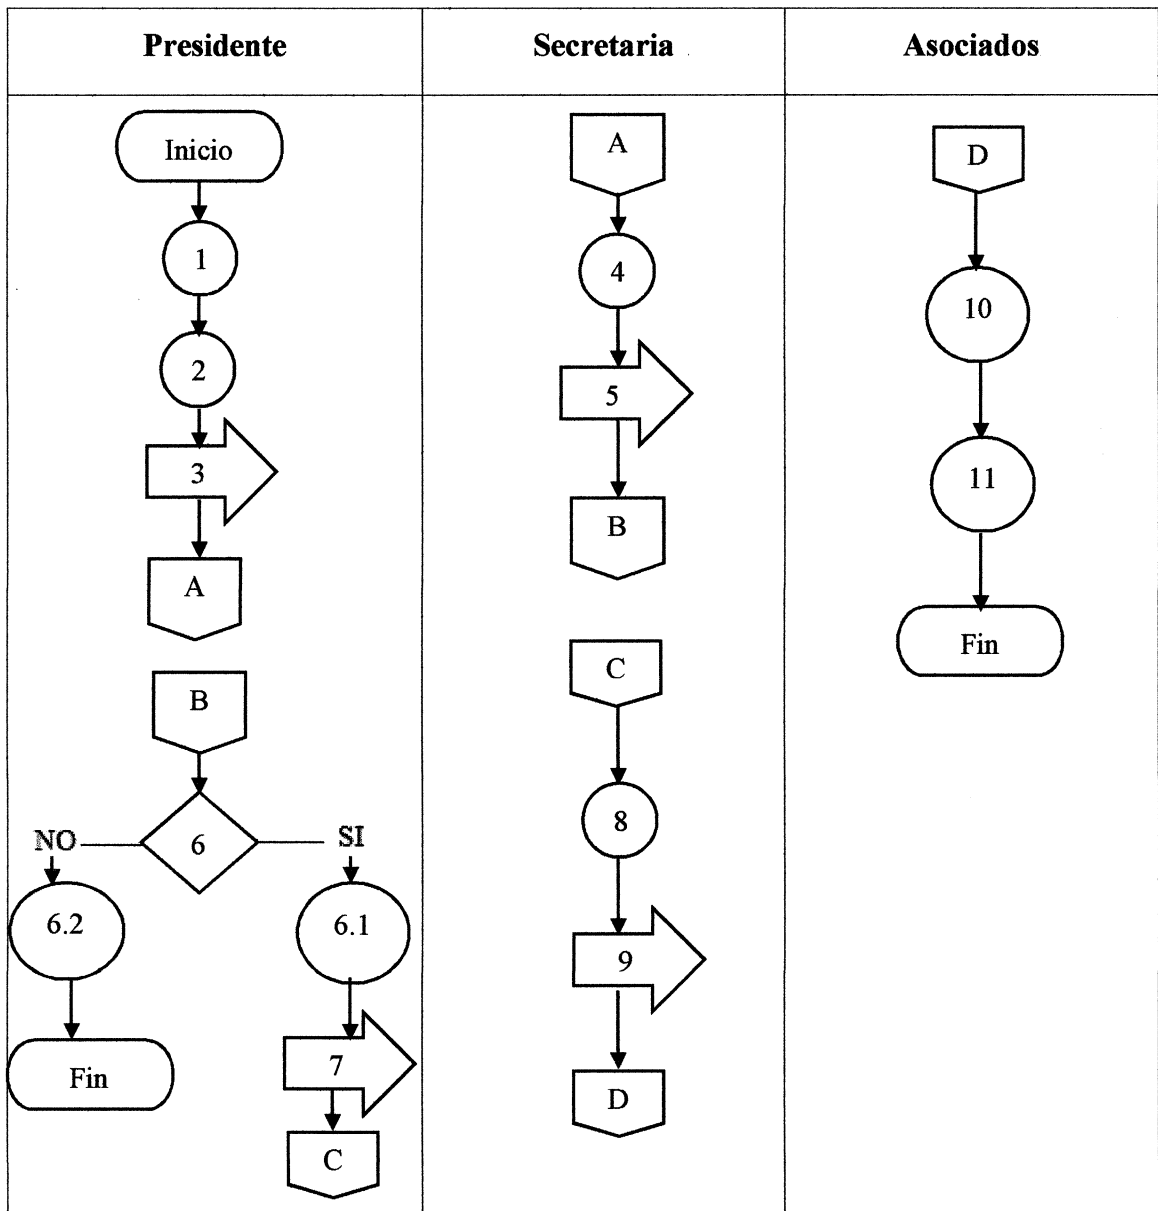 Presidente
Secretaria
Asociados
Inicio
1
2
3
A
B
6
NO
SI
6.2
6.1
Fin
7
C
A
4
5
B
C
8
9
D
D
10
11
Fin